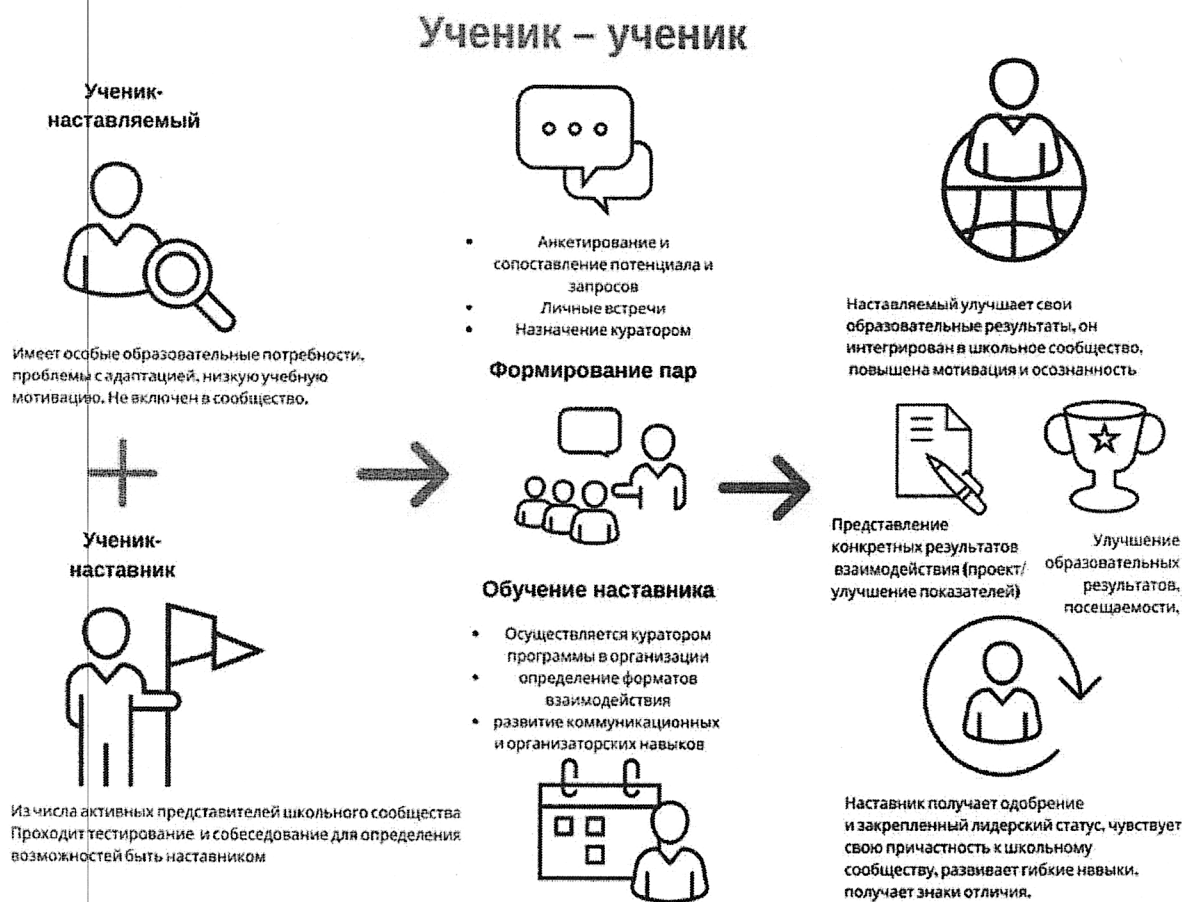 Ученик – ученик
Ученик-
наставляемый
Имеет особые образовательные потребности,
проблемы с адаптацией, низкую учебную
мотивацию. Не включен в сообщество.
Ученик-
наставник
Из числа активных представителей школьного сообщества
Проходит тестирование и собеседование для определения
возможностей быть наставником
• Анкетирование и
сопоставление потенциала и
запросов
• Личные встречи
• Назначение куратором
Формирование пар
Обучение наставника
• Осуществляется куратором
программы в организации
• определение форматов
взаимодействия
• развитие коммуникационных
и организаторских навыков
Наставляемый улучшает свои
образовательные результаты, он
интегрирован в школьное сообщество,
повышена мотивация и осознанность
Представление
конкретных результатов
взаимодействия (проект/
улучшение показателей)
Улучшение
образовательных
результатов,
посещаемости,
Наставник получает одобрение
и закрепленный лидерский статус, чувствует
свою причастность к школьному
сообществу, развивает гибкие навыки,
получает знаки отличия.